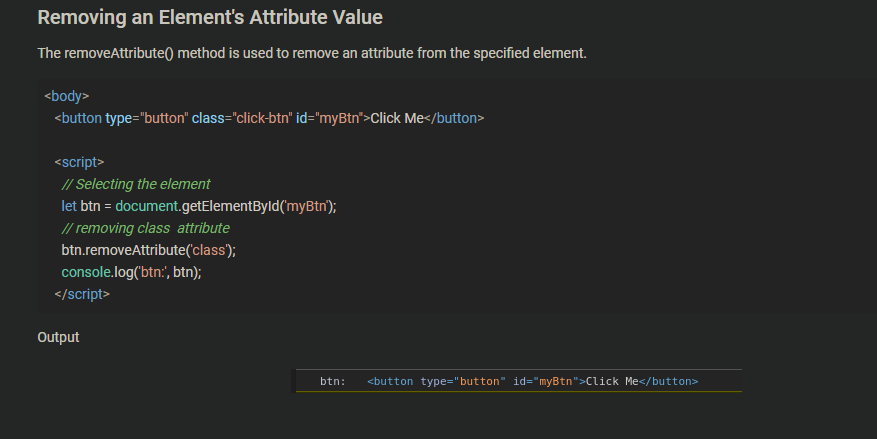 Removing an Element's Attribute Value
The removeAttribute() method is used to remove an attribute from the specified element.
<body>
<button type="button" class="click-btn" id="myBtn">Click Me</button>
<script>
// Selecting the element
let btn = document.getElementById('myBtn');
// removing class  attribute
btn.removeAttribute('class');
console.log('btn:', btn);
</script>
Output
btn:   <button type="button" id="myBtn">Click Me</button>